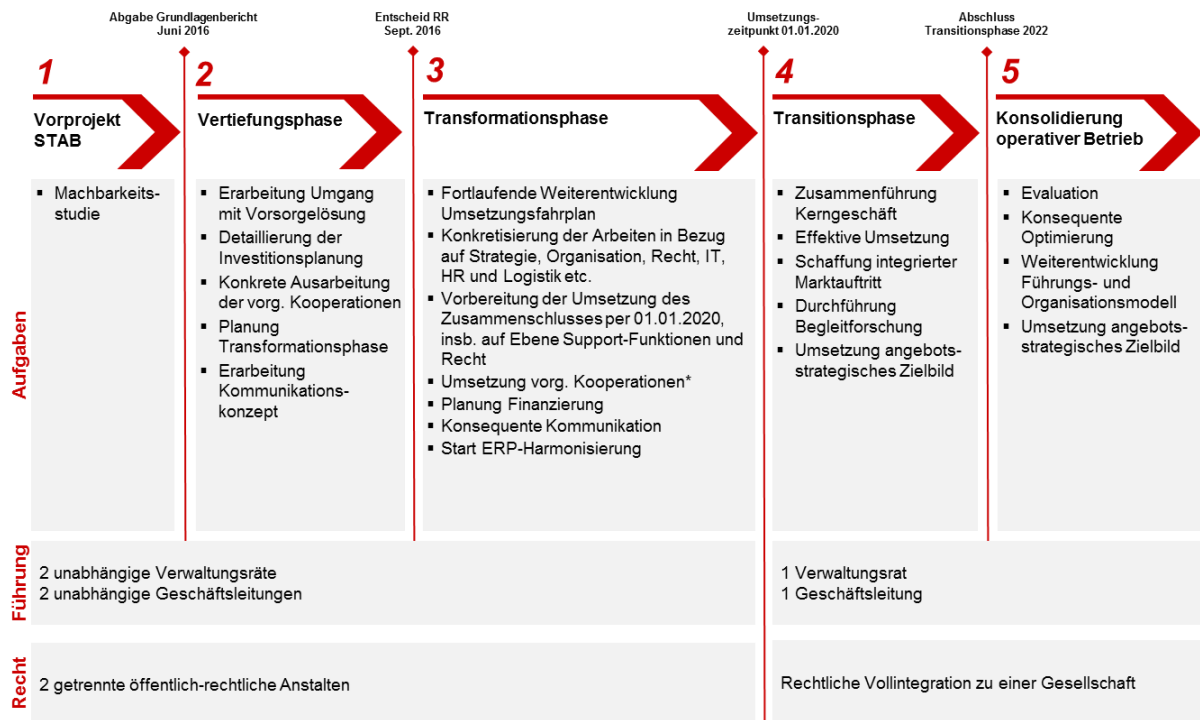 Abgabe Grundlagenbericht
Juni 2016
Entscheid RR
Sept. 2016
Umsetzungs-
zeitpunkt 01.01.2020
Abschluss
Transitionsphase 2022
1
Vorprojekt
STAB
2
Vertiefungsphase
3
Transformationsphase
4
Transitionsphase
5
Konsolidierung
operativer Betrieb
Aufgaben
▪ Machbarkeits-
studie
▪ Erarbeitung Umgang
mit Vorsorgelösung
▪ Detaillierung der
Investitionsplanung
▪ Konkrete Ausarbeitung
der vorg. Kooperationen
▪ Planung
Transformationsphase
▪ Erarbeitung
Kommunikations-
konzept
▪ Fortlaufende Weiterentwicklung
Umsetzungsfahrplan
▪ Konkretisierung der Arbeiten in Bezug
auf Strategie, Organisation, Recht, IT,
HR und Logistik etc.
▪ Vorbereitung der Umsetzung des
Zusammenschlusses per 01.01.2020,
insb. auf Ebene Support-Funktionen und
Recht
▪ Umsetzung vorg. Kooperationen*
▪ Planung Finanzierung
▪ Konsequente Kommunikation
▪ Start ERP-Harmonisierung
▪ Zusammenführung
Kerngeschäft
▪ Effektive Umsetzung
▪ Schaffung integrierter
Marktauftritt
▪ Durchführung
Begleitforschung
▪ Umsetzung angebots-
strategisches Zielbild
▪ Evaluation
▪ Konsequente
Optimierung
▪ Weiterentwicklung
Führungs- und
Organisationsmodell
▪ Umsetzung angebots-
strategisches Zielbild
Führung
2 unabhängige Verwaltungsräte
2 unabhängige Geschäftsleitungen
1 Verwaltungsrat
1 Geschäftsleitung
Recht
2 getrennte öffentlich-rechtliche Anstalten
Rechtliche Vollintegration zu einer Gesellschaft